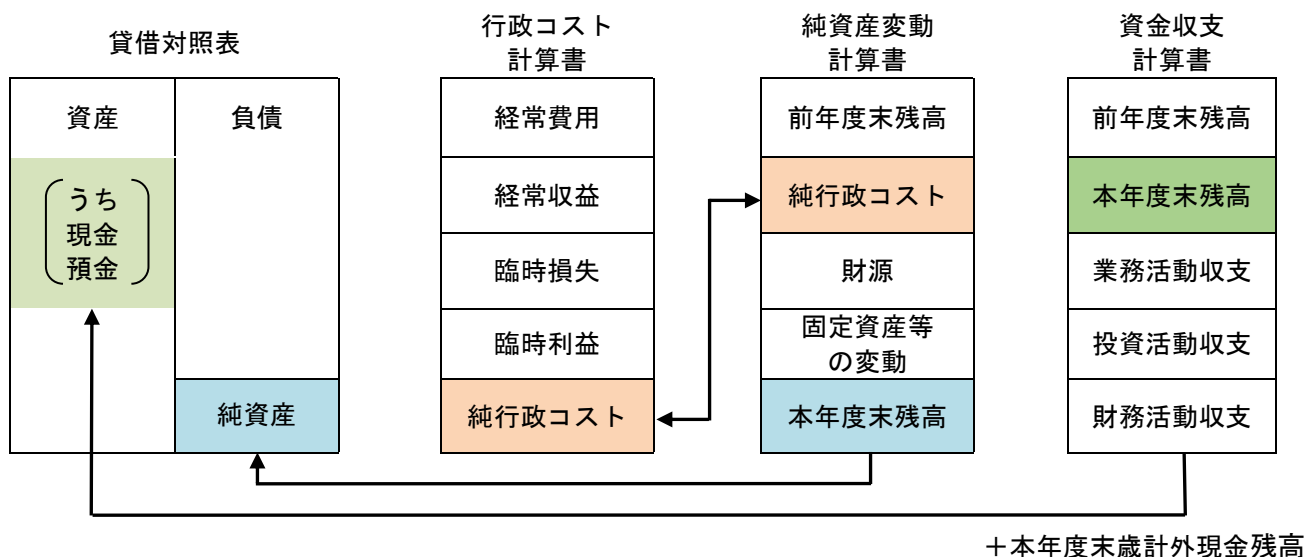 貸借対照表
資産
負債
うち
現金
預金
純資産
行政コスト
計算書
経常費用
経常収益
臨時損失
臨時利益
純行政コスト
純資産変動
計算書
前年度末残高
純行政コスト
財源
固定資産等
の変動
本年度末残高
資金収支
計算書
前年度末残高
本年度末残高
業務活動収支
投資活動収支
財務活動収支
＋本年度末歳計外現金残高